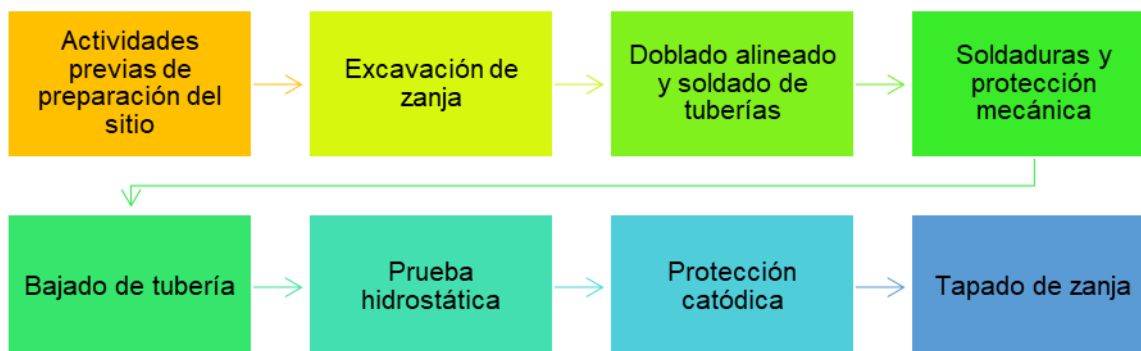 Actividades
previas de
preparación del
sitio
Excavación de
zanja
Doblado alineado
y soldado de
tuberías
Soldaduras y
protección
mecánica
Bajado de tubería
Prueba
hidrostática
Protección
catódica
Tapado de zanja